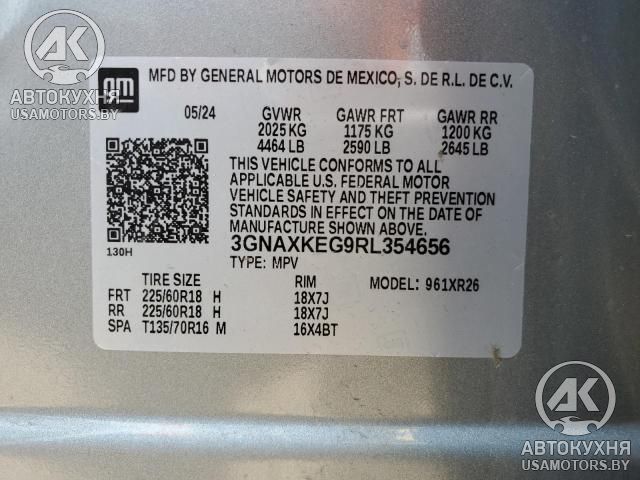 АК
АВТОКУХНЯ
USAMOTORS.BY
gm
MFD BY GENERAL MOTORS DE MEXICO, S. DE R.L. DE C.V.
05/24 GVWR GAWR FRT GAWR RR
2025 KG 1175 KG 1200 KG
4464 LB 2590 LB 2645 LB
THIS VEHICLE CONFORMS TO ALL
APPLICABLE U.S. FEDERAL MOTOR
VEHICLE SAFETY AND THEFT PREVENTION
STANDARDS IN EFFECT ON THE DATE OF
MANUFACTURE SHOWN ABOVE.
130H
3GNAXKEG9RL354656
TYPE: MPV
TIRE SIZE RIM MODEL: 961XR26
FRT 225/60R18 H 18X7J
RR 225/60R18 H 18X7J
SPA T135/70R16 M 16X4BT
АК
АВТОКУХНЯ
USAMOTORS.BY